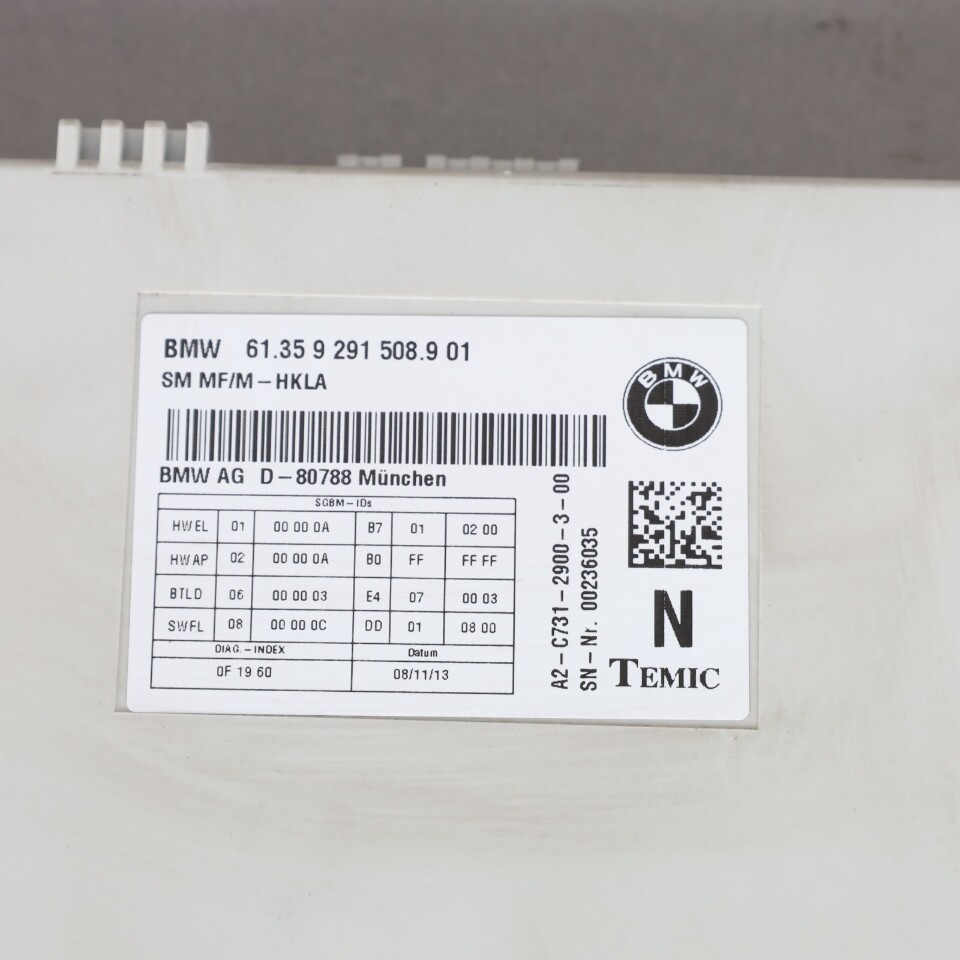 BMW 61.35 9 291 508.9 01
SM MF/M – HKLA
BMW
BMW AG D – 80788 München
SGBM – IDs
HWEL 01 00 00 0A B7 01 02 00
HWAP 02 00 00 0A B0 FF FF FF
BTLD 06 00 00 03 E4 07 00 03
SWFL 08 00 00 0C DD 01 08 00
DIAG. – INDEX Datum
0F 19 60 08/11/13
A2 – C731 – 2900 – 3 – 00
SN – Nr. 00236035
N
TEMIC